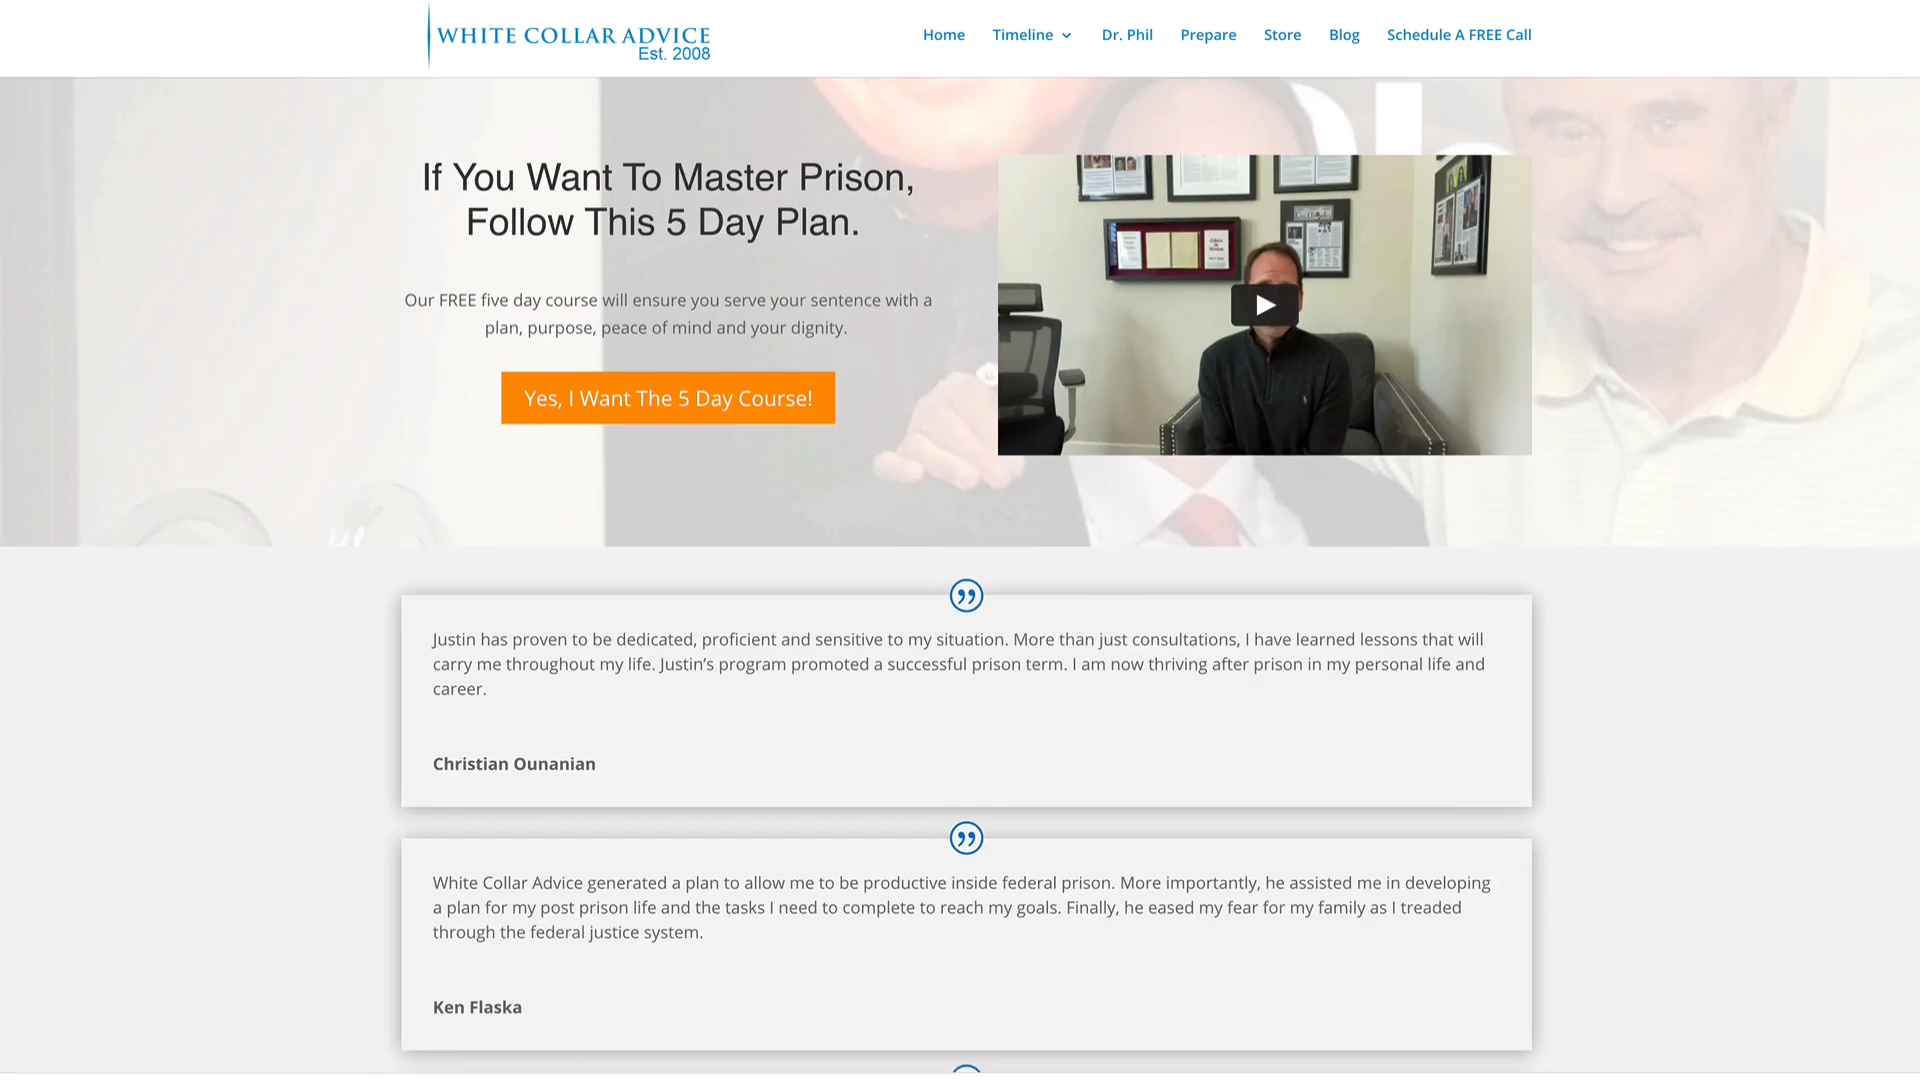 WHITE COLLAR ADVICE
Est. 2008
Home Timeline Dr. Phil Prepare Store Blog Schedule A FREE Call
If You Want To Master Prison,
Follow This 5 Day Plan.
Our FREE five day course will ensure you serve your sentence with a
plan, purpose, peace of mind and your dignity.
Yes, I Want The 5 Day Course!
Justin has proven to be dedicated, proficient and sensitive to my situation. More than just consultations, I have learned lessons that will
carry me throughout my life. Justin’s program promoted a successful prison term. I am now thriving after prison in my personal life and
career.
Christian Ounanian
White Collar Advice generated a plan to allow me to be productive inside federal prison. More importantly, he assisted me in developing
a plan for my post prison life and the tasks I need to complete to reach my goals. Finally, he eased my fear for my family as I treaded
through the federal justice system.
Ken Flaska